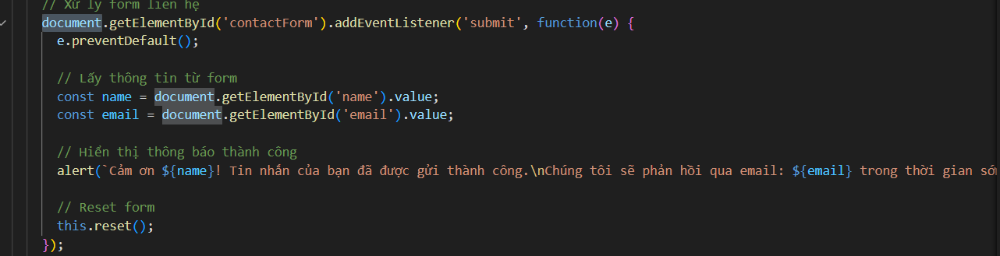 // Xử lý form liên hệ
document.getElementById('contactForm').addEventListener('submit', function(e) {
e.preventDefault();
// Lấy thông tin từ form
const name = document.getElementById('name').value;
const email = document.getElementById('email').value;
// Hiển thị thông báo thành công
alert(`Cảm ơn ${name}! Tin nhắn của bạn đã được gửi thành công.\nChúng tôi sẽ phản hồi qua email: ${email} trong thời gian sớ
// Reset form
this.reset();
});